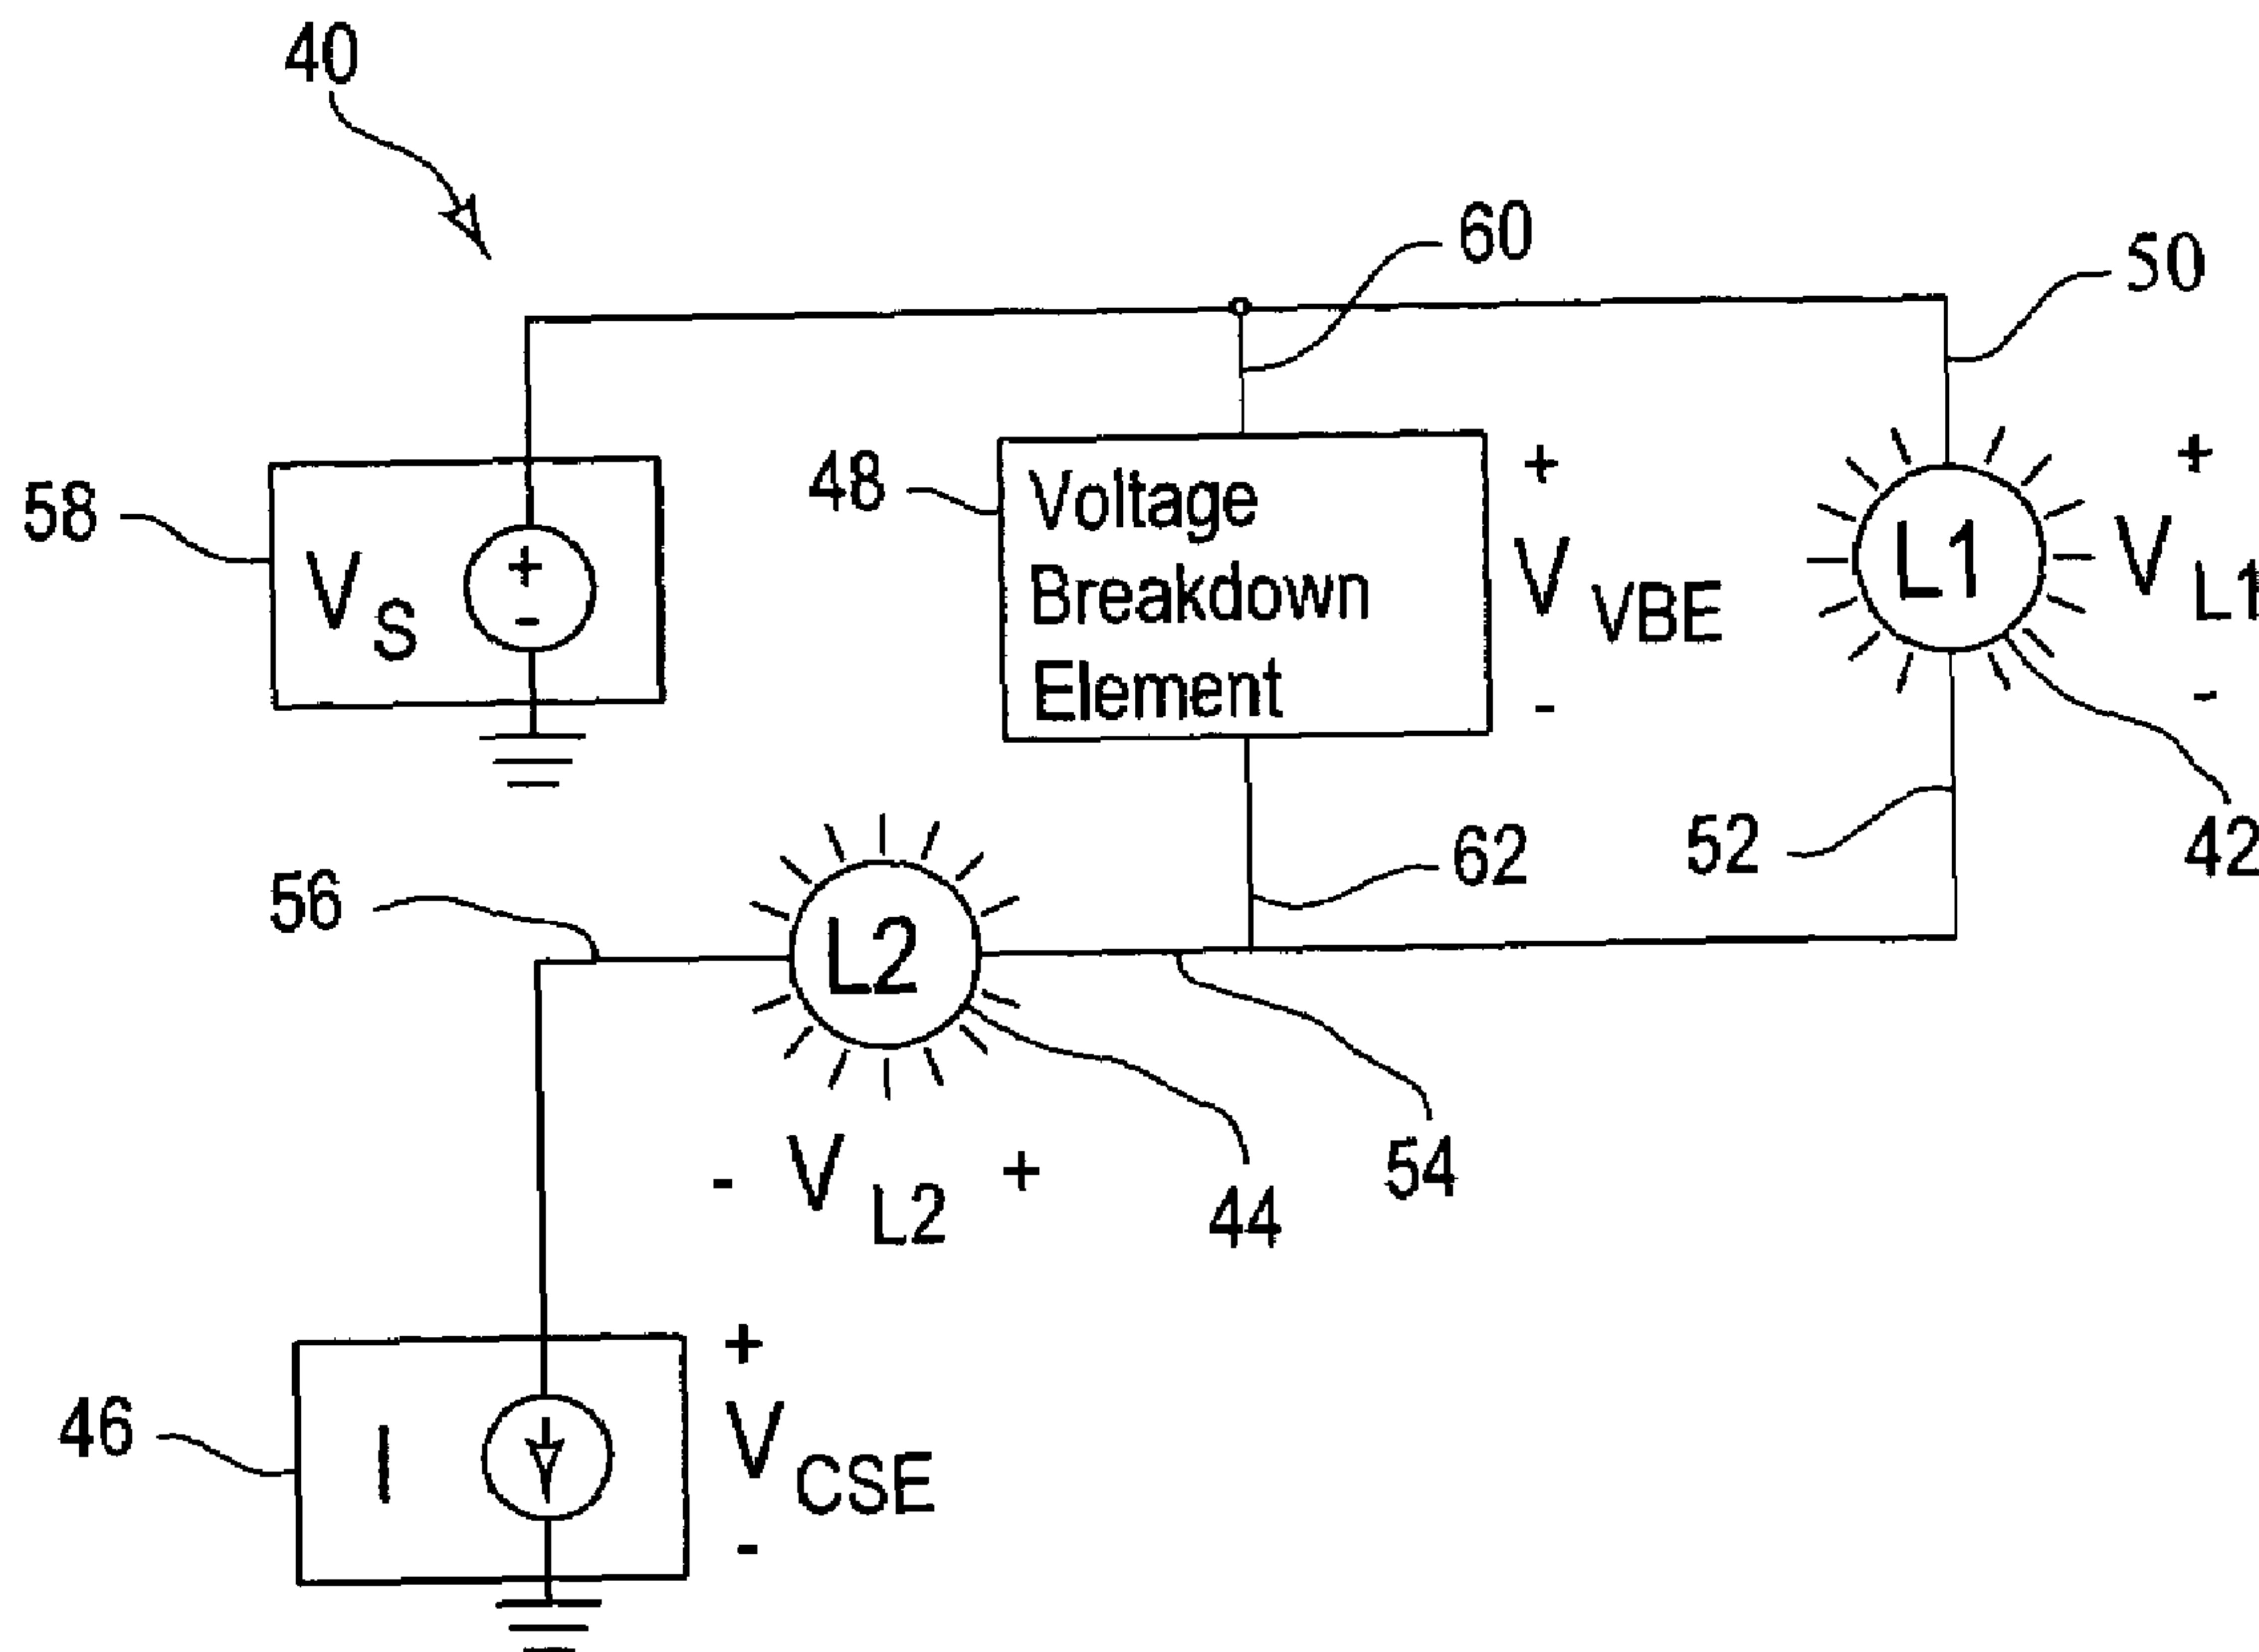 40
60
50
58
V S
+
-
48
Voltage
Breakdown
Element
+
V VBE
-
L1
+
V L1
-
42
52
62
56
L2
54
44
- V L2 +
46
I
+
V CSE
-